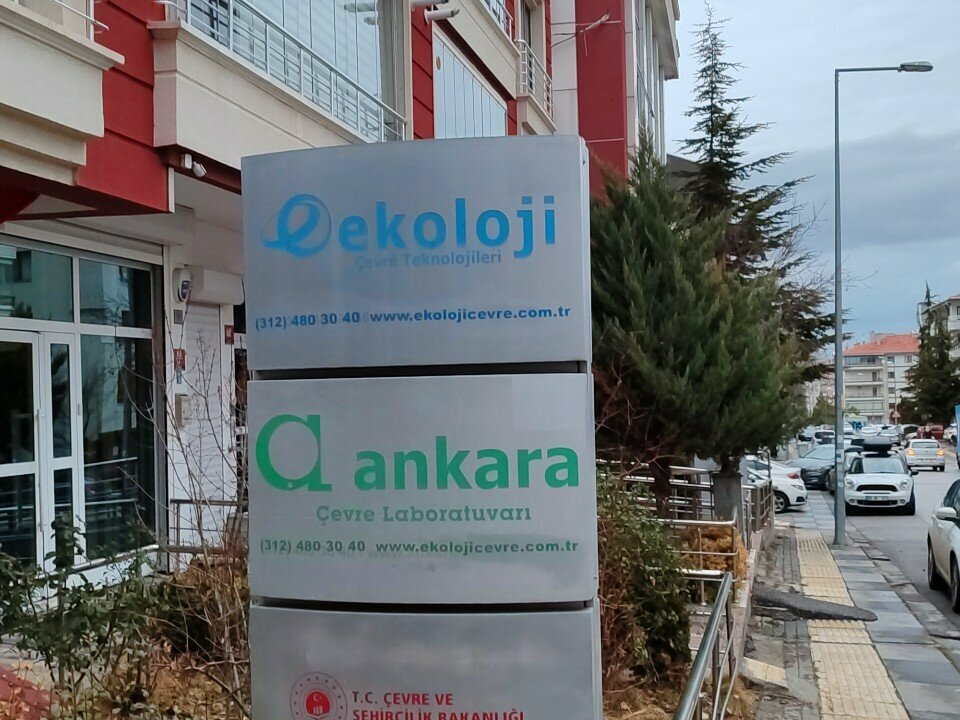 ekoloji
Çevre Teknolojileri
(312) 480 30 40 www.ekolojicevre.com.tr
a ankara
Çevre Laboratuvarı
(312) 480 30 40 www.ekolojicevre.com.tr
T.C. ÇEVRE VE
ŞEHİRCİLİK BAKANLIĞI